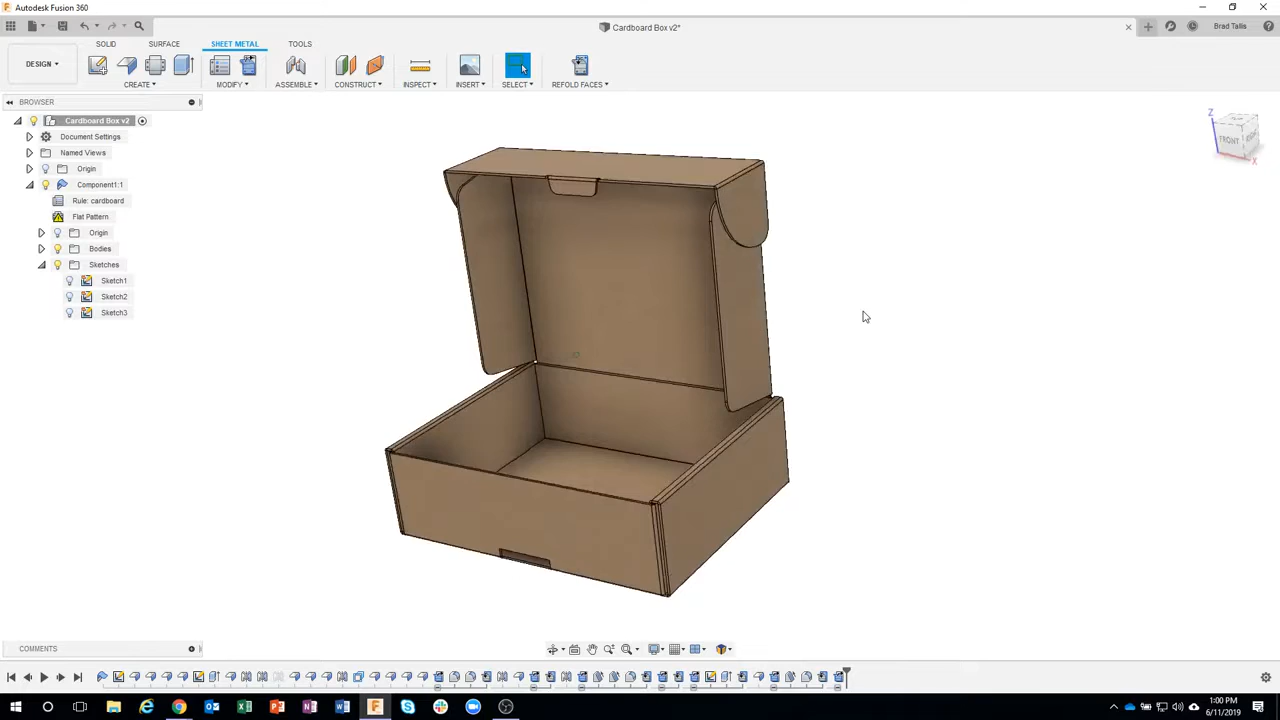 Autodesk Fusion 360
Cardboard Box v2*
Brad Tallis
SOLID SURFACE SHEET METAL TOOLS
DESIGN
CREATE MODIFY ASSEMBLE CONSTRUCT INSPECT INSERT SELECT REFOLD FACES
BROWSER
Cardboard Box v2
Document Settings
Named Views
Origin
Component1:1
Rule: cardboard
Flat Pattern
Origin
Bodies
Sketches
Sketch1
Sketch2
Sketch3
Z
FRONT
X
COMMENTS
1:00 PM
6/11/2019